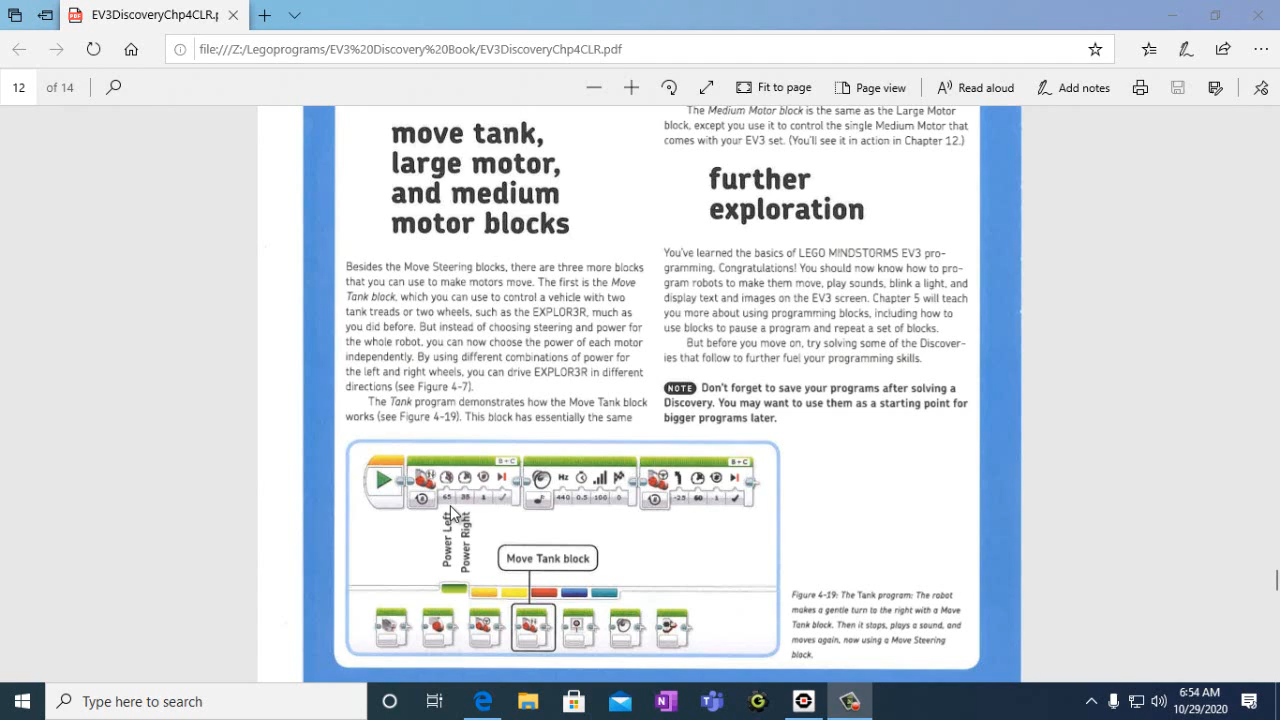 EV3DiscoveryChp4CLR.p
file:///Z:/Legoprograms/EV3%20Discovery%20Book/EV3DiscoveryChp4CLR.pdf
12
of 14
Fit to page
Page view
Read aloud
Add notes
move tank,
large motor,
and medium
motor blocks
Besides the Move Steering blocks, there are three more blocks
that you can use to make motors move. The first is the Move
Tank block, which you can use to control a vehicle with two
tank treads or two wheels, such as the EXPLOR3R, much as
you did before. But instead of choosing steering and power for
the whole robot, you can now choose the power of each motor
independently. By using different combinations of power for
the left and right wheels, you can drive EXPLOR3R in different
directions (see Figure 4-7).
The Tank program demonstrates how the Move Tank block
works (see Figure 4-19). This block has essentially the same
The Medium Motor block is the same as the Large Motor
block, except you use it to control the single Medium Motor that
comes with your EV3 set. (You'll see it in action in Chapter 12.)
further
exploration
You've learned the basics of LEGO MINDSTORMS EV3 pro-
gramming. Congratulations! You should now know how to pro-
gram robots to make them move, play sounds, blink a light, and
display text and images on the EV3 screen. Chapter 5 will teach
you more about using programming blocks, including how to
use blocks to pause a program and repeat a set of blocks.
But before you move on, try solving some of the Discover-
ies that follow to further fuel your programming skills.
NOTE Don't forget to save your programs after solving a
Discovery. You may want to use them as a starting point for
bigger programs later.
B+C
B+C
Hz
65
440 0.5 100 0
-25 60 1
Power Left
Power Right
Move Tank block
Figure 4-19: The Tank program: The robot
makes a gentle turn to the right with a Move
Tank block. Then it stops, plays a sound, and
moves again, now using a Move Steering
block.
Type here to search
6:54 AM
10/29/2020